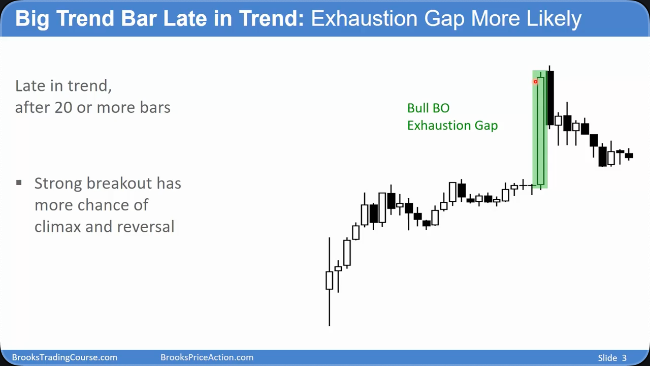 Big Trend Bar Late in Trend: Exhaustion Gap More Likely
Late in trend,
after 20 or more bars
Bull BO
Exhaustion Gap
▪ Strong breakout has
more chance of
climax and reversal
BrooksTradingCourse.com
BrooksPriceAction.com
Slide 3